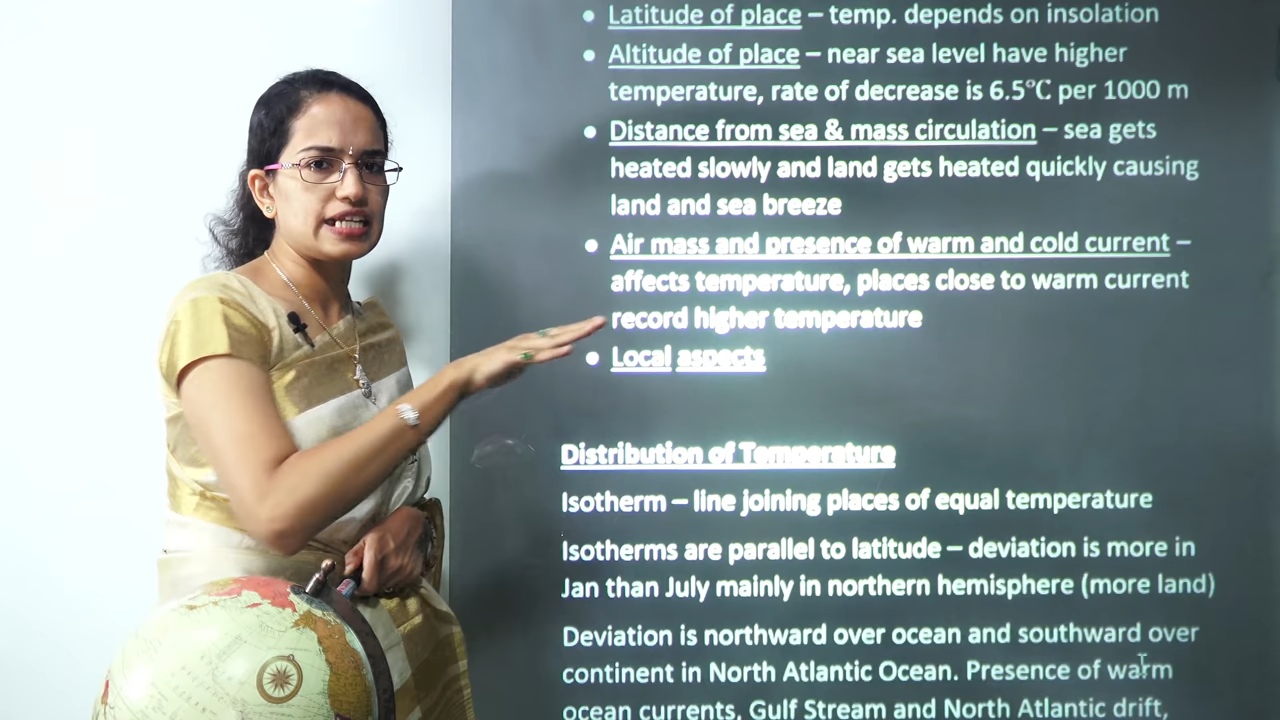 • Latitude of place – temp. depends on insolation
• Altitude of place – near sea level have higher
temperature, rate of decrease is 6.5°C per 1000 m
• Distance from sea & mass circulation – sea gets
heated slowly and land gets heated quickly causing
land and sea breeze
• Air mass and presence of warm and cold current –
affects temperature, places close to warm current
record higher temperature
• Local aspects
Distribution of Temperature
Isotherm – line joining places of equal temperature
Isotherms are parallel to latitude – deviation is more in
Jan than July mainly in northern hemisphere (more land)
Deviation is northward over ocean and southward over
continent in North Atlantic Ocean. Presence of warm
ocean currents, Gulf Stream and North Atlantic drift,